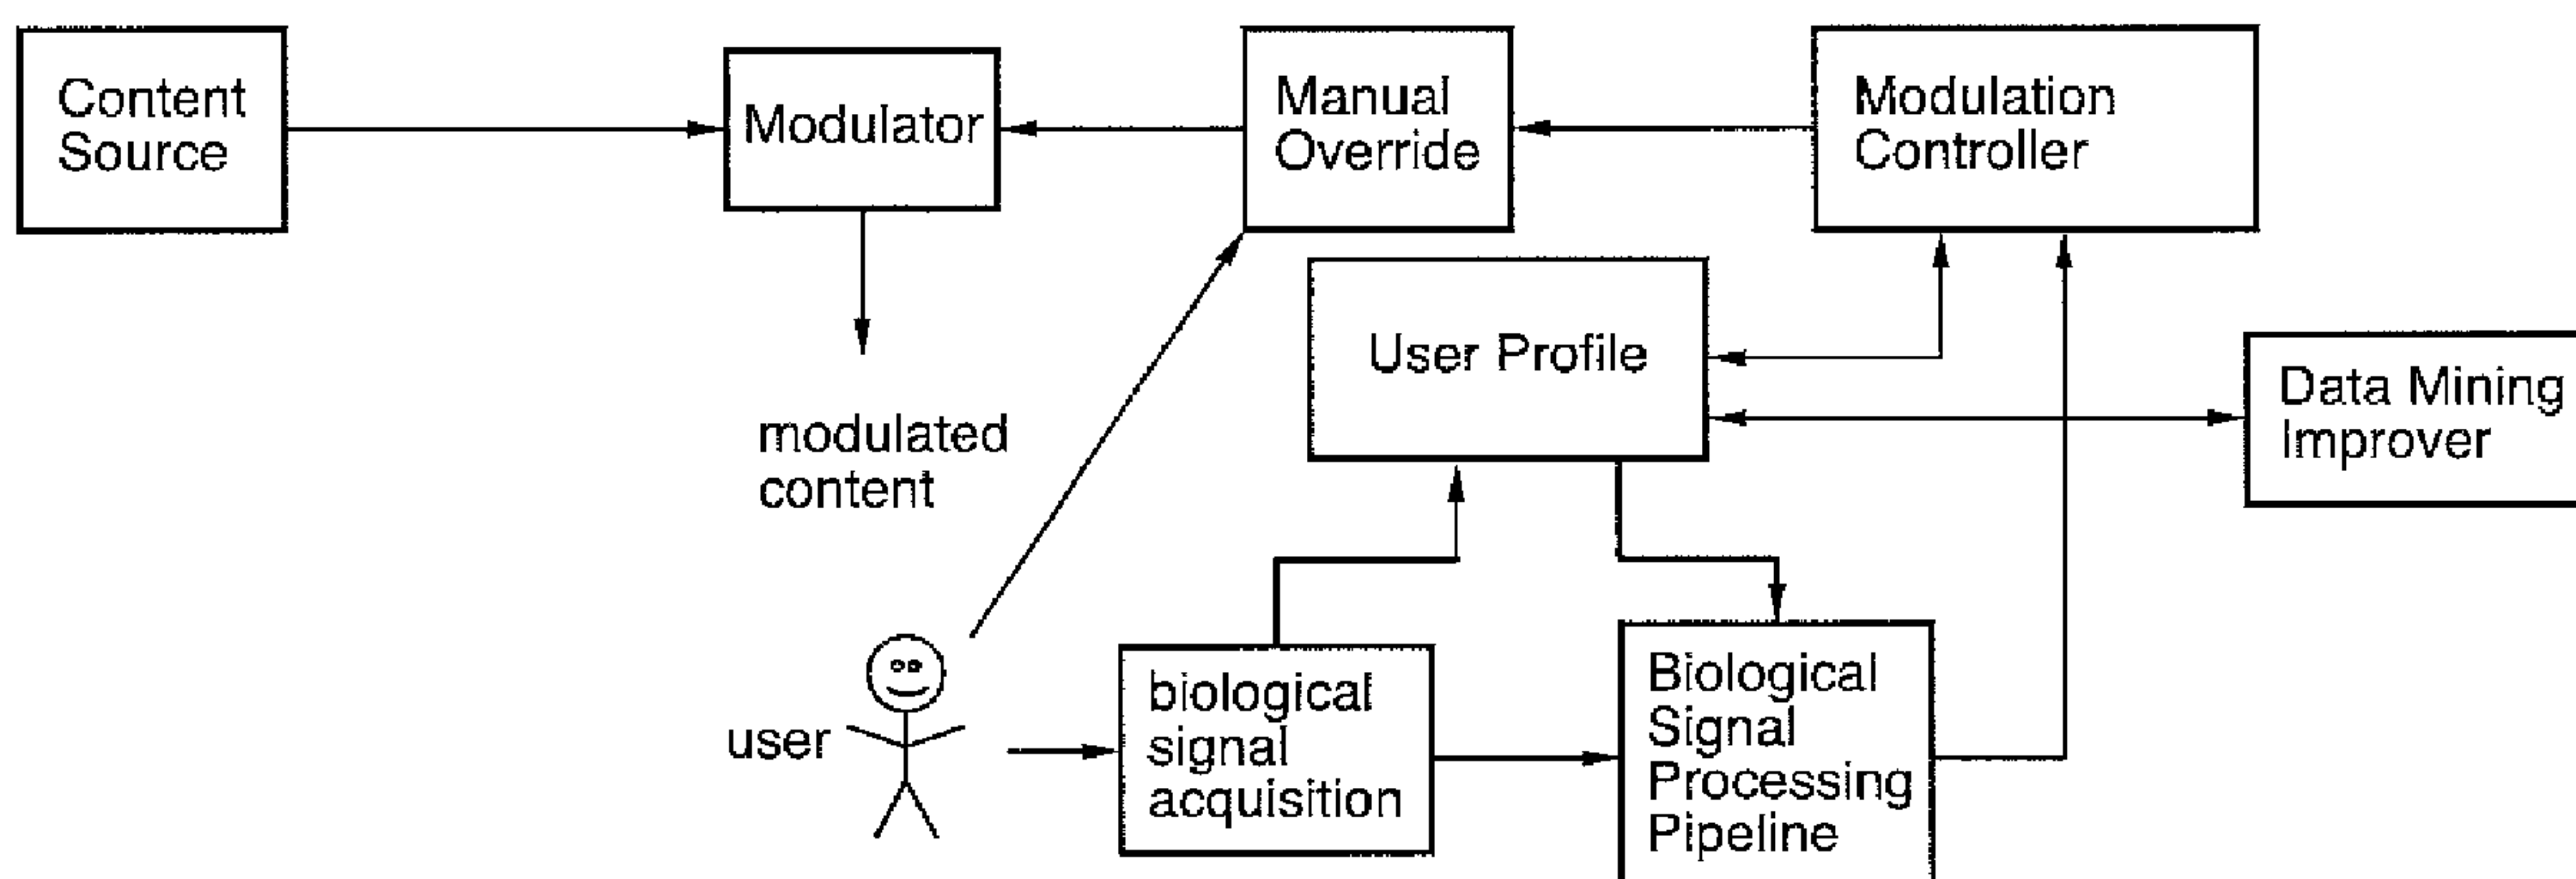 Content
Source
Modulator
Manual
Override
Modulation
Controller
User Profile
Data Mining
Improver
modulated
content
user
biological
signal
acquisition
Biological
Signal
Processing
Pipeline